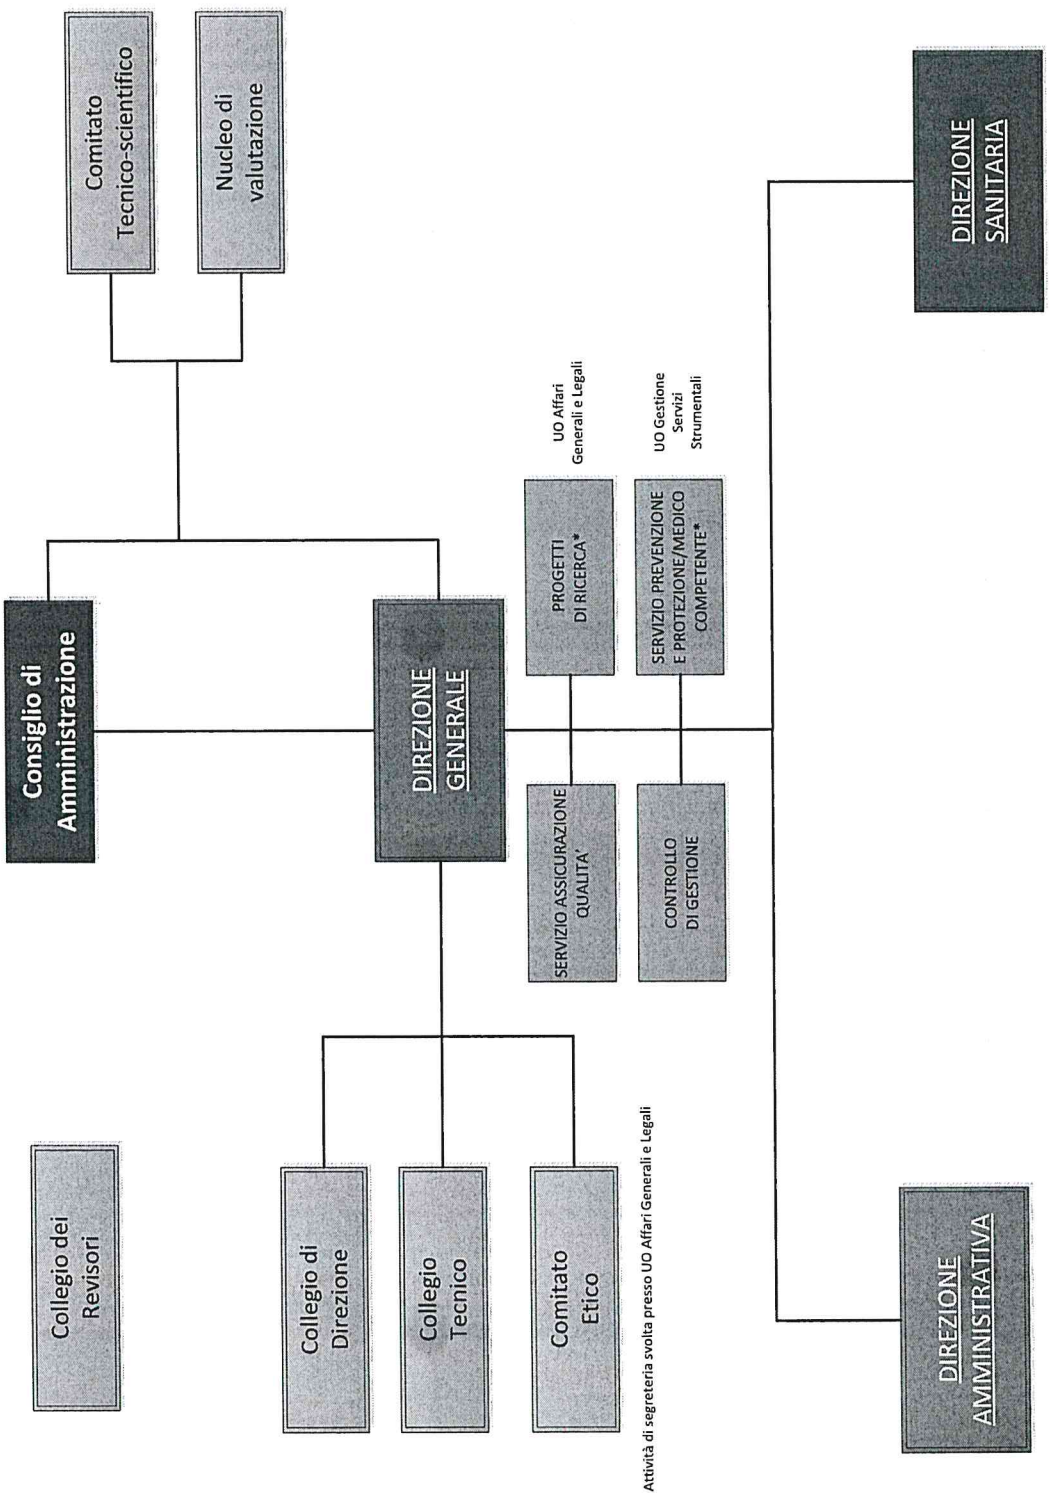 Comitato
Tecnico-scientifico
Nucleo di
valutazione
Consiglio di
Amministrazione
Collegio dei
Revisori
DIREZIONE
GENERALE
Collegio di
Direzione
Collegio
Tecnico
Comitato
Etico
Attività di segreteria svolta presso UO Affari Generali e Legali
SERVIZIO ASSICURAZIONE
QUALITA'
PROGETTI
DI RICERCA*
UO Affari
Generali e Legali
CONTROLLO
DI GESTIONE
SERVIZIO PREVENZIONE
E PROTEZIONE/MEDICO
COMPETENTE*
UO Gestione
Servizi
Strumentali
DIREZIONE
AMMINISTRATIVA
DIREZIONE
SANITARIA